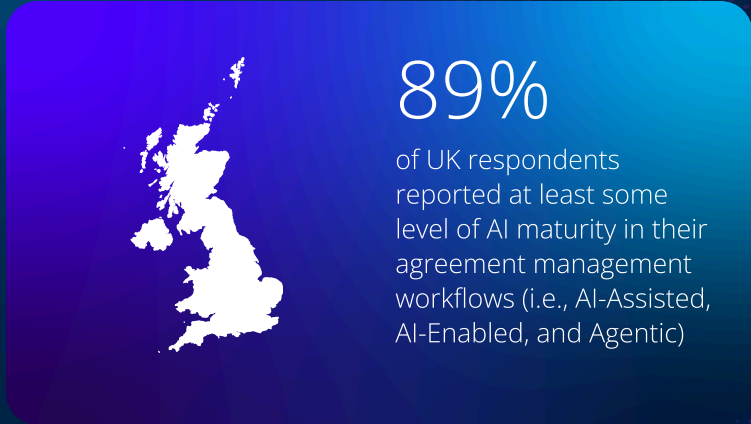 89%
of UK respondents
reported at least some
level of AI maturity in their
agreement management
workflows (i.e., AI-Assisted,
AI-Enabled, and Agentic)